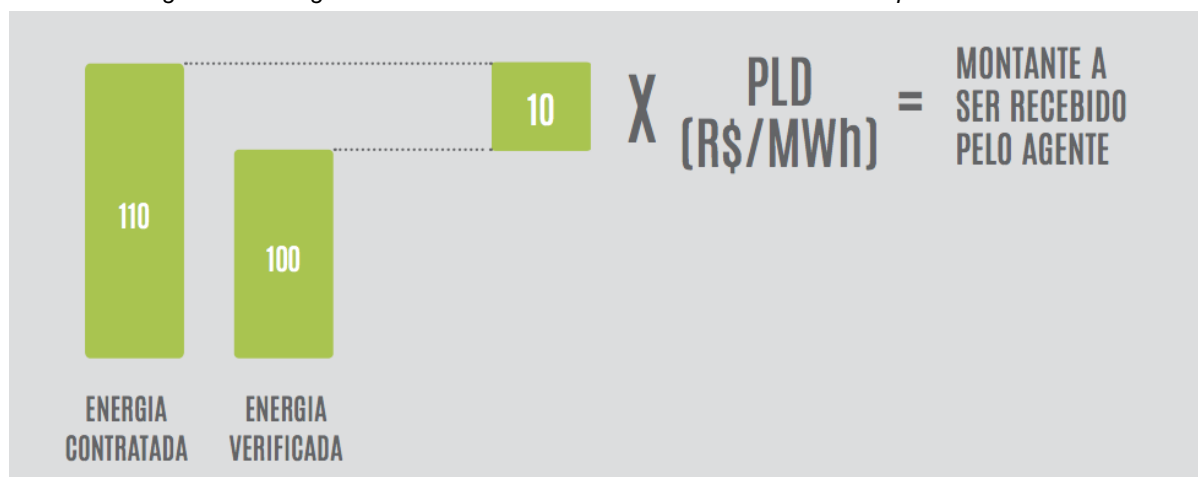 110
100
10
X
PLD
(R$/MWh)
=
MONTANTE A
SER RECEBIDO
PELO AGENTE
ENERGIA
CONTRATADA
ENERGIA
VERIFICADA